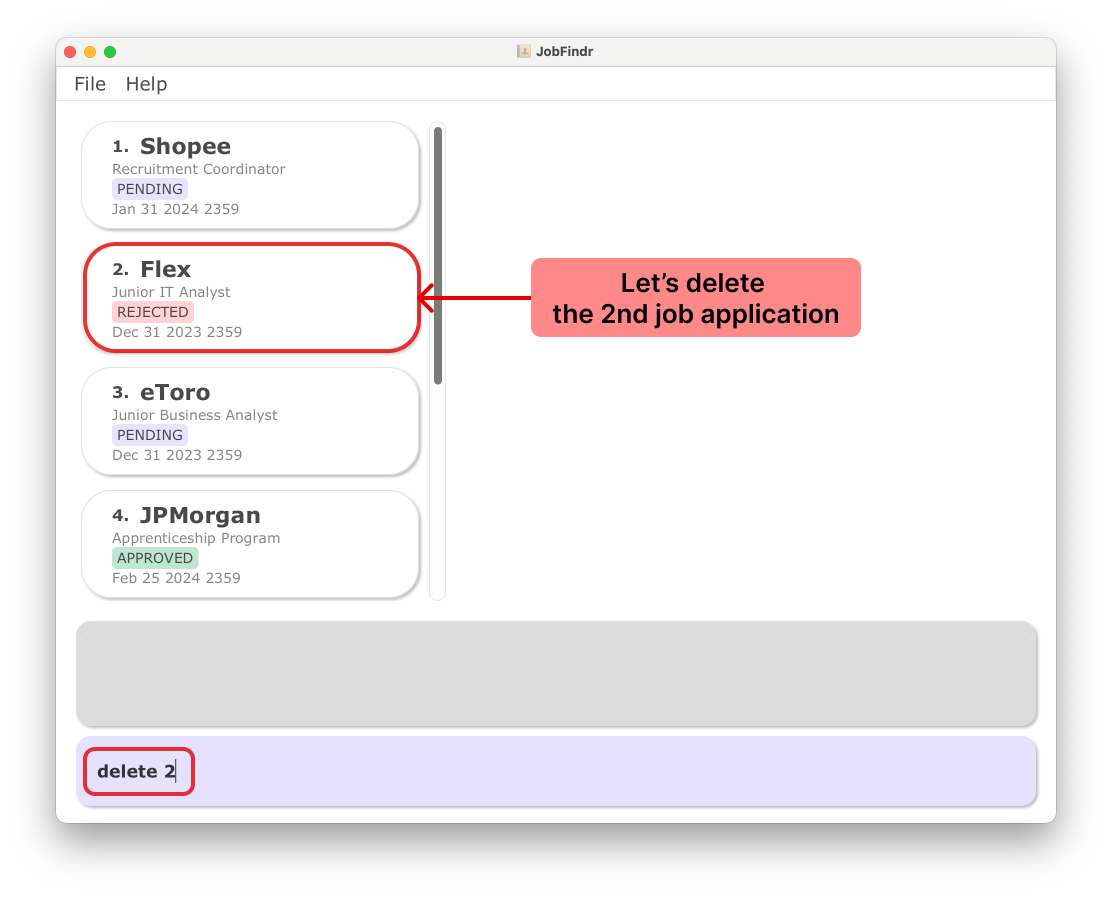 JobFindr
File Help
1. Shopee
Recruitment Coordinator
PENDING
Jan 31 2024 2359
2. Flex
Junior IT Analyst
REJECTED
Dec 31 2023 2359
Let’s delete
the 2nd job application
3. eToro
Junior Business Analyst
PENDING
Dec 31 2023 2359
4. JPMorgan
Apprenticeship Program
APPROVED
Feb 25 2024 2359
delete 2